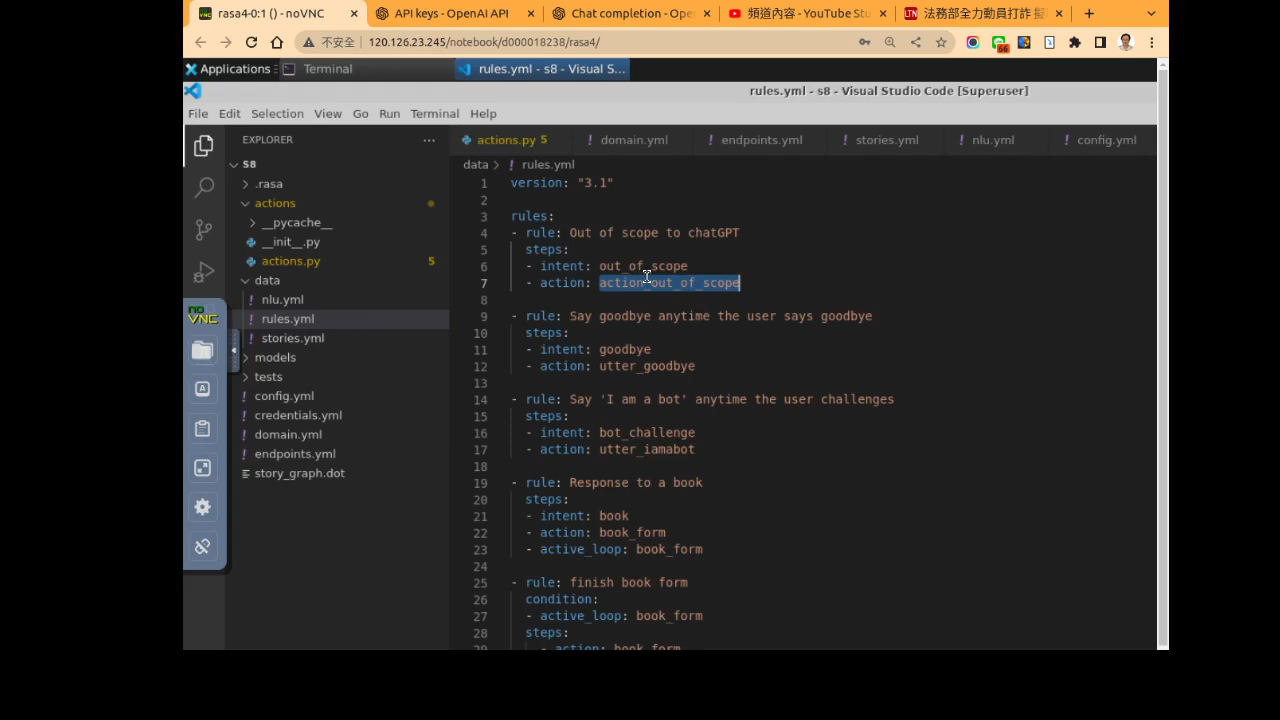 rasa4-0:1 () - noVNC
API keys - OpenAI API
Chat completion - Ope
頻道內容 - YouTube Stu
LTN 法務部全力動員打詐 擬
不安全 120.126.23.245/notebook/d000018238/rasa4/
66
Applications
Terminal
rules.yml - s8 - Visual S...
rules.yml - s8 - Visual Studio Code [Superuser]
File Edit Selection View Go Run Terminal Help
EXPLORER
actions.py 5
domain.yml
endpoints.yml
stories.yml
nlu.yml
config.yml
S8
.rasa
actions
__pycache__
__init__.py
actions.py 5
data
nlu.yml
rules.yml
stories.yml
models
tests
config.yml
credentials.yml
domain.yml
endpoints.yml
story_graph.dot
no
VNC
A
data > rules.yml
1 version: "3.1"
2
3 rules:
4 - rule: Out of scope to chatGPT
5 steps:
6 - intent: out_of_scope
7 - action: action_out_of_scope
8
9 - rule: Say goodbye anytime the user says goodbye
10 steps:
11 - intent: goodbye
12 - action: utter_goodbye
13
14 - rule: Say 'I am a bot' anytime the user challenges
15 steps:
16 - intent: bot_challenge
17 - action: utter_iamabot
18
19 - rule: Response to a book
20 steps:
21 - intent: book
22 - action: book_form
23 - active_loop: book_form
24
25 - rule: finish book form
26 condition:
27 - active_loop: book_form
28 steps:
29 - action: book_form